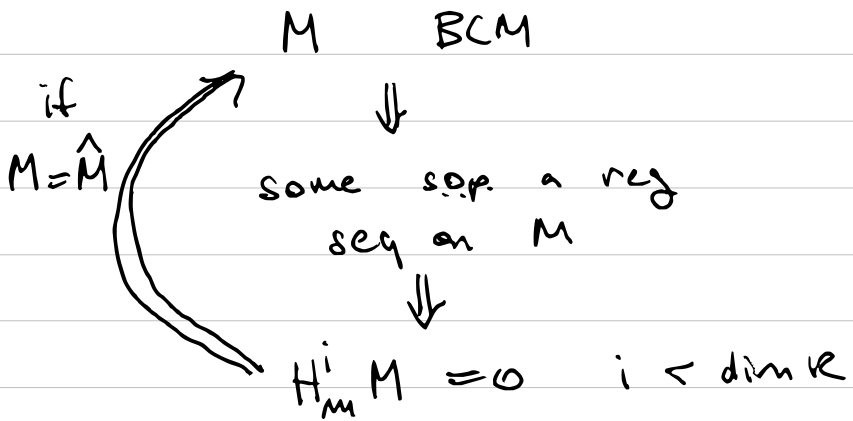 M BCM
if
M = M̂
⇓
some s.o.p. a reg
seq on M
⇓
H^i_m M = 0 i < dim R